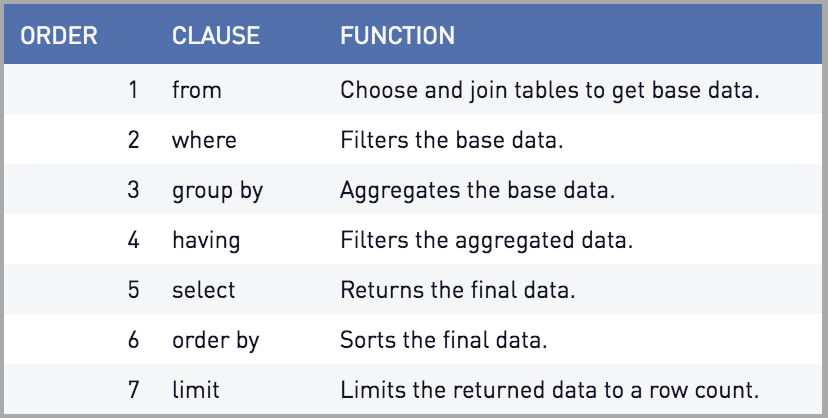 ORDER CLAUSE FUNCTION
1 from Choose and join tables to get base data.
2 where Filters the base data.
3 group by Aggregates the base data.
4 having Filters the aggregated data.
5 select Returns the final data.
6 order by Sorts the final data.
7 limit Limits the returned data to a row count.